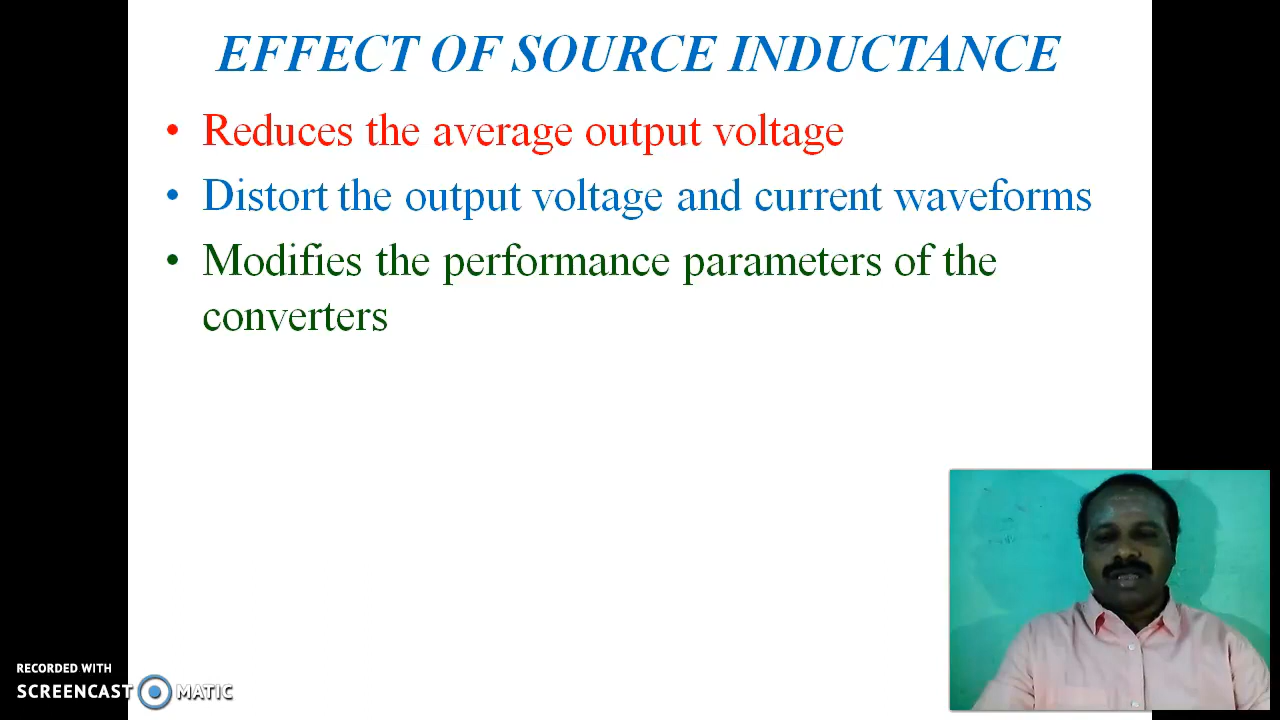 EFFECT OF SOURCE INDUCTANCE
• Reduces the average output voltage
• Distort the output voltage and current waveforms
• Modifies the performance parameters of the
converters
RECORDED WITH
SCREENCAST MATIC